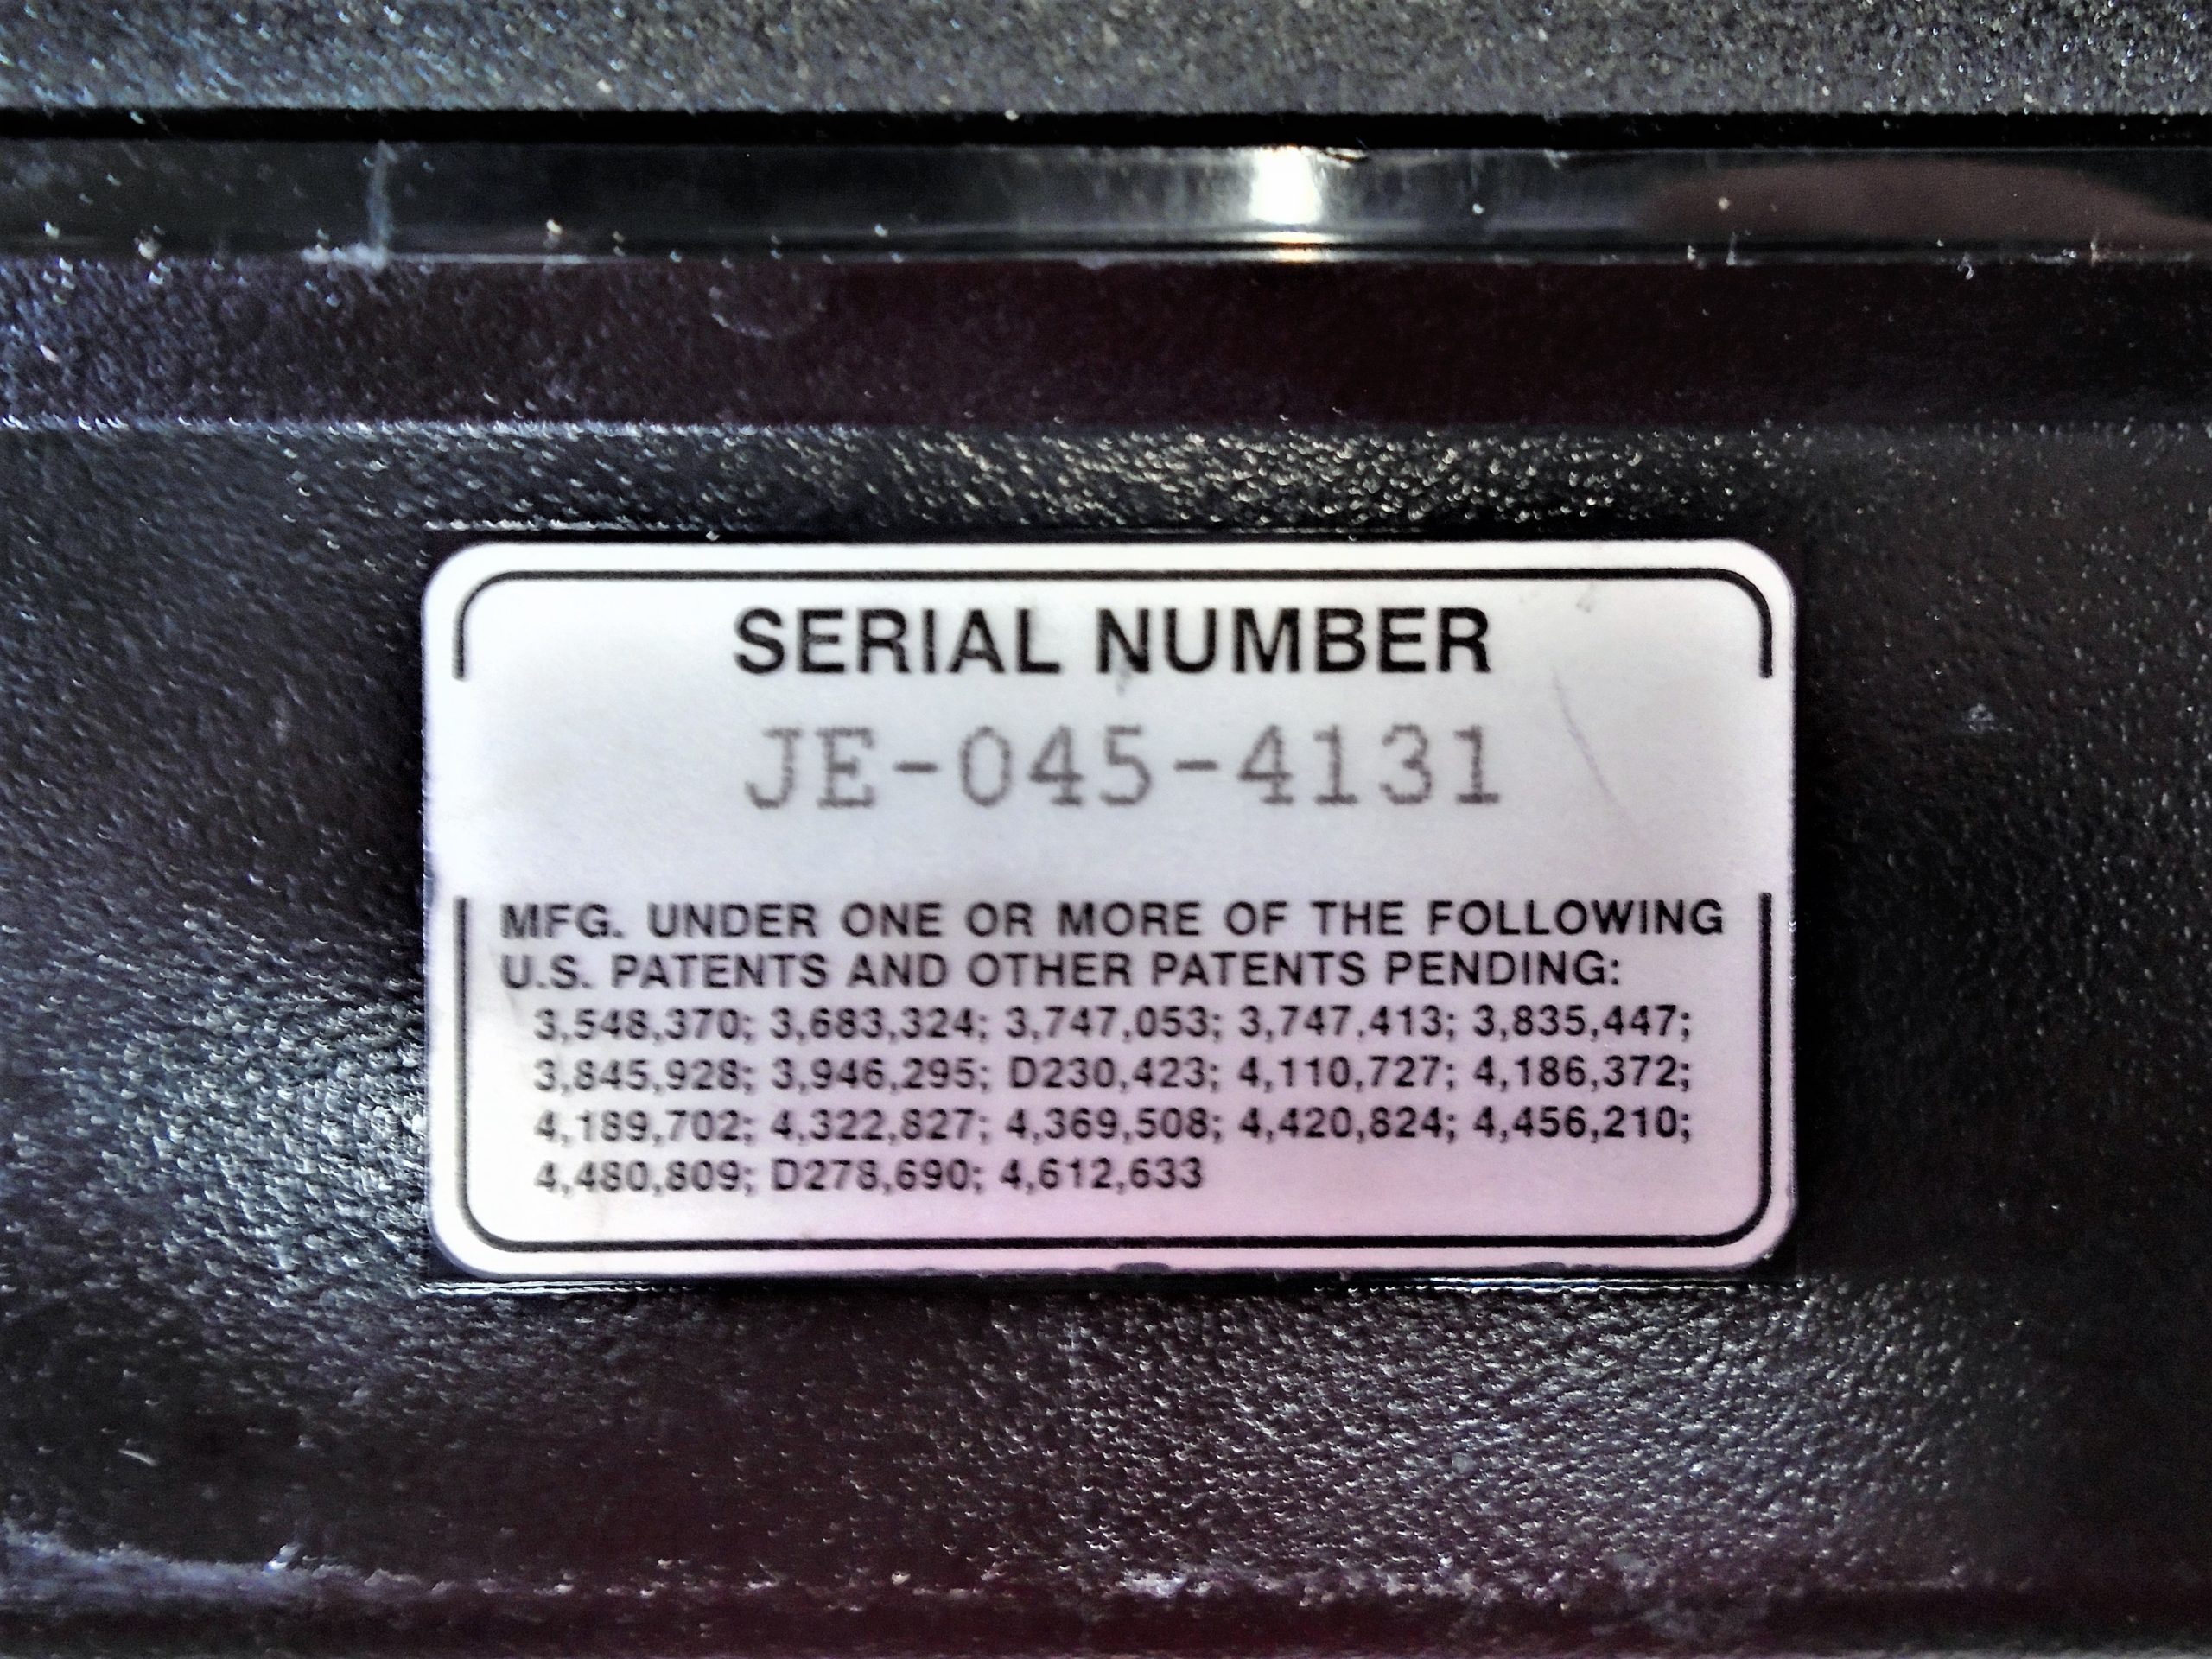 SERIAL NUMBER
JE-045-4131
MFG. UNDER ONE OR MORE OF THE FOLLOWING
U.S. PATENTS AND OTHER PATENTS PENDING:
3,548,370; 3,683,324; 3,747,053; 3,747,413; 3,835,447;
3,845,928; 3,946,295; D230,423; 4,110,727; 4,186,372;
4,189,702; 4,322,827; 4,369,508; 4,420,824; 4,456,210;
4,480,809; D278,690; 4,612,633